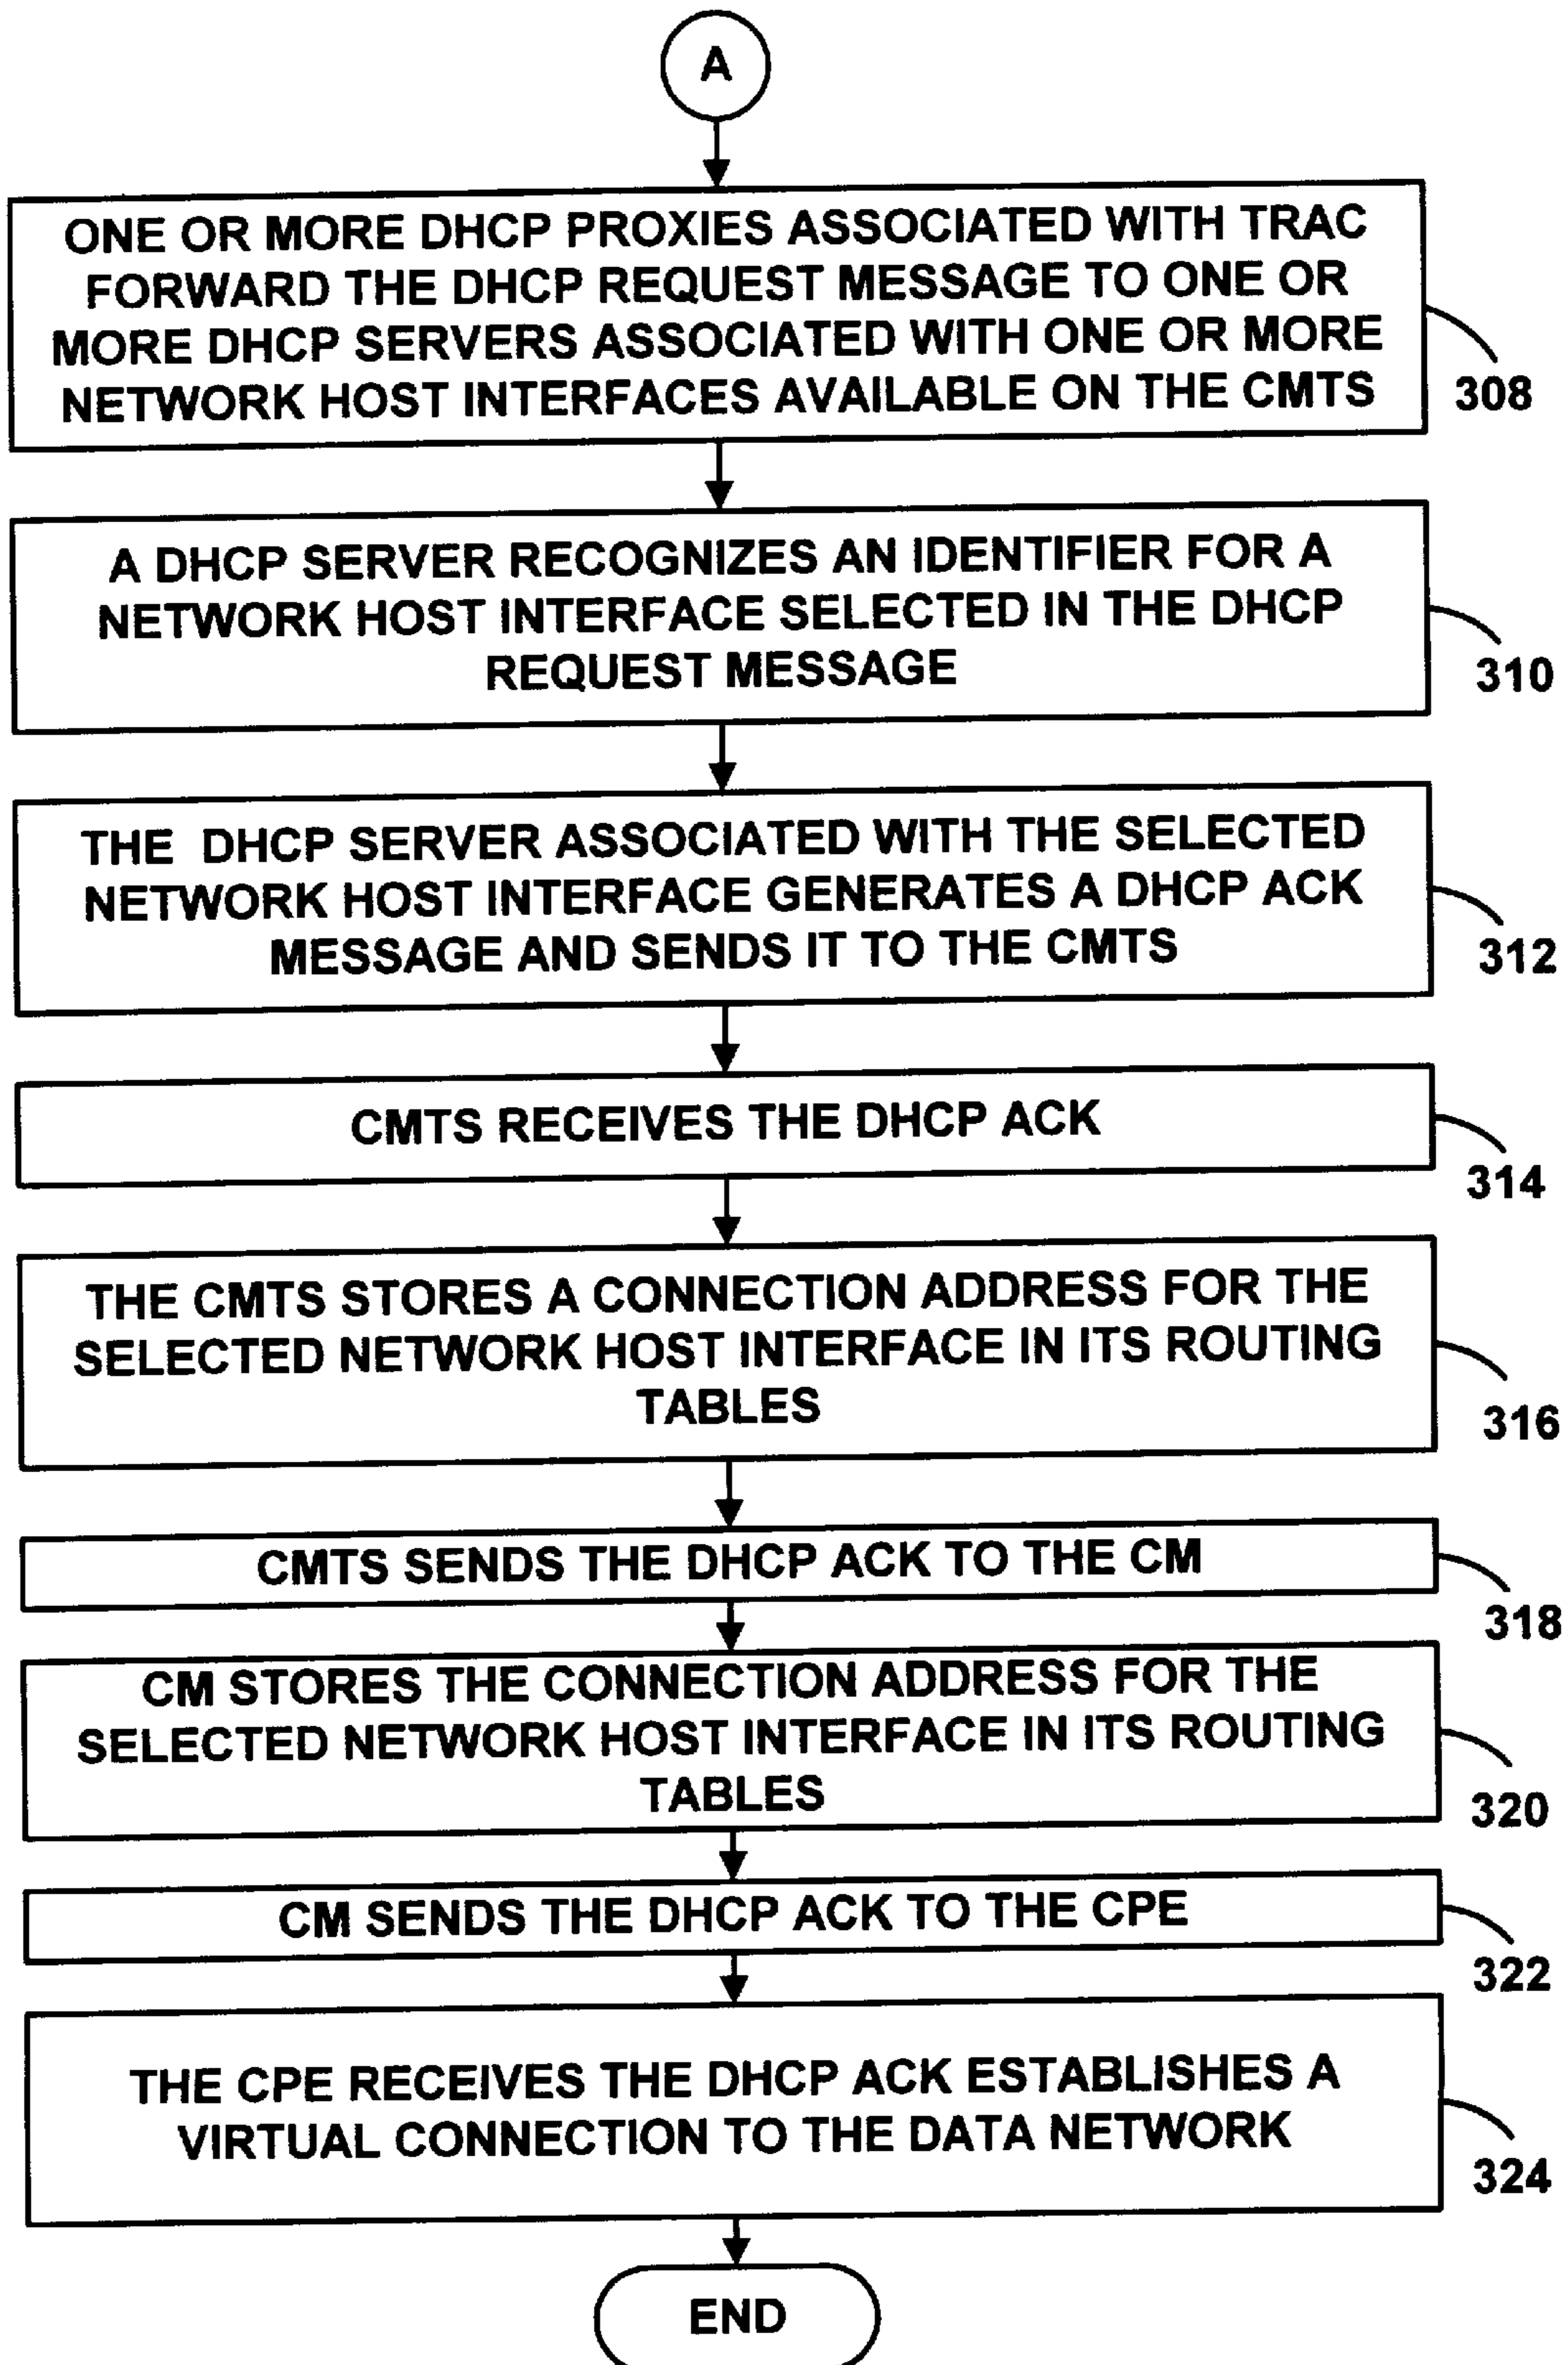 A
ONE OR MORE DHCP PROXIES ASSOCIATED WITH TRAC
FORWARD THE DHCP REQUEST MESSAGE TO ONE OR
MORE DHCP SERVERS ASSOCIATED WITH ONE OR MORE
NETWORK HOST INTERFACES AVAILABLE ON THE CMTS
308
A DHCP SERVER RECOGNIZES AN IDENTIFIER FOR A
NETWORK HOST INTERFACE SELECTED IN THE DHCP
REQUEST MESSAGE
310
THE DHCP SERVER ASSOCIATED WITH THE SELECTED
NETWORK HOST INTERFACE GENERATES A DHCP ACK
MESSAGE AND SENDS IT TO THE CMTS
312
CMTS RECEIVES THE DHCP ACK
314
THE CMTS STORES A CONNECTION ADDRESS FOR THE
SELECTED NETWORK HOST INTERFACE IN ITS ROUTING
TABLES
316
CMTS SENDS THE DHCP ACK TO THE CM
318
CM STORES THE CONNECTION ADDRESS FOR THE
SELECTED NETWORK HOST INTERFACE IN ITS ROUTING
TABLES
320
CM SENDS THE DHCP ACK TO THE CPE
322
THE CPE RECEIVES THE DHCP ACK ESTABLISHES A
VIRTUAL CONNECTION TO THE DATA NETWORK
324
END